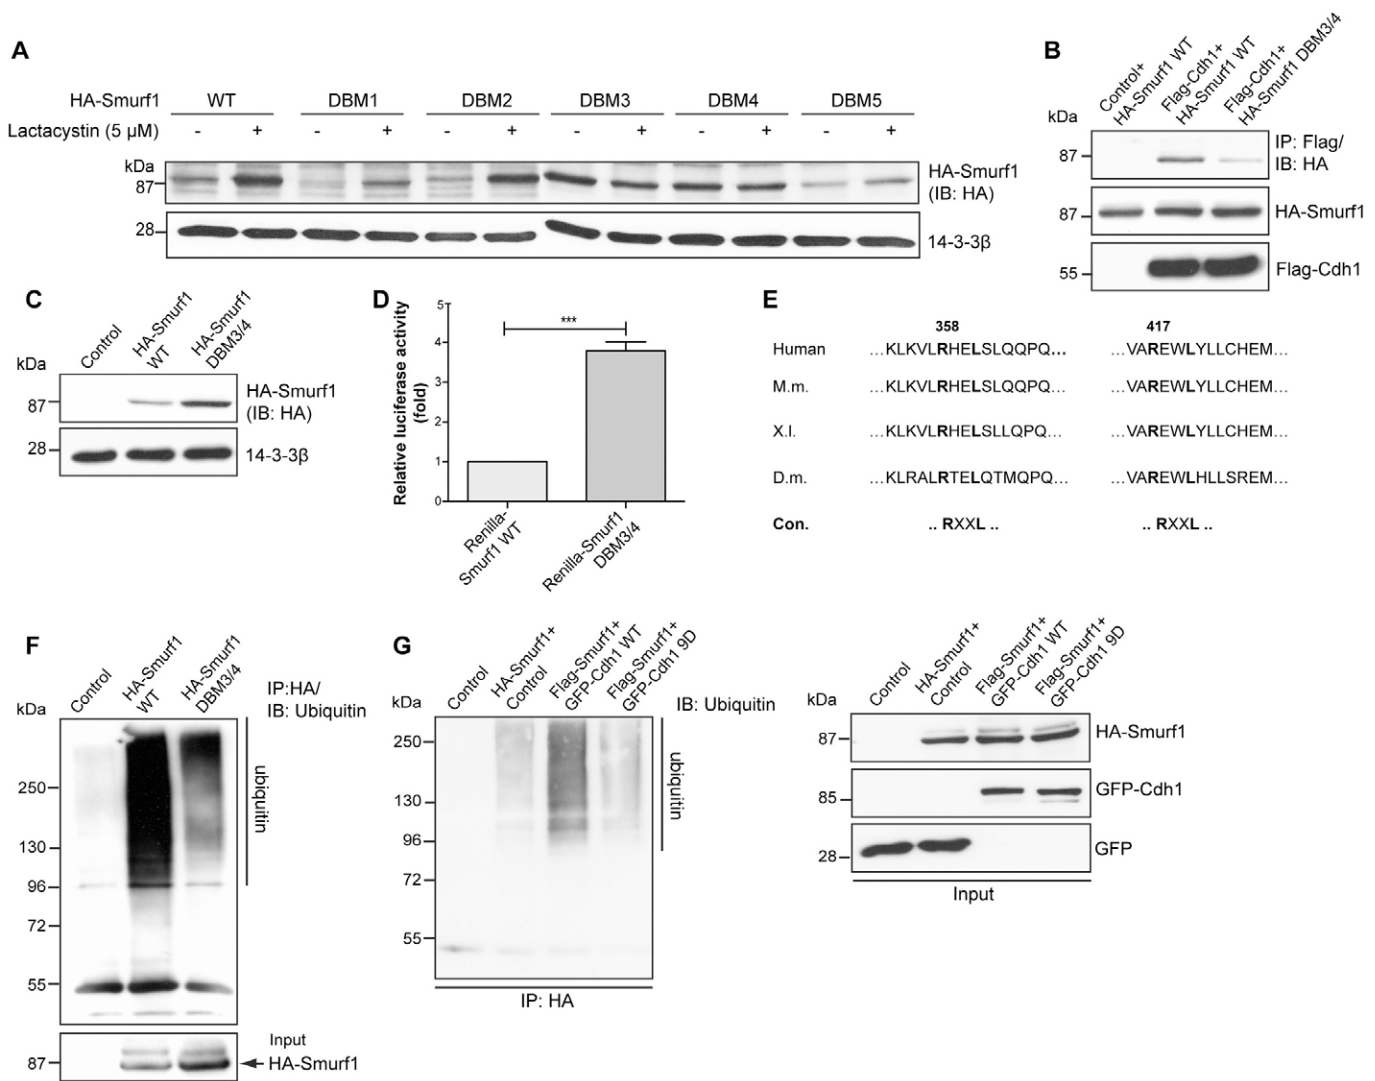 A
HA-Smurf1 WT DBM1 DBM2 DBM3 DBM4 DBM5
Lactacystin (5 µM) - + - + - + - + - + - +
kDa
87
HA-Smurf1
(IB: HA)
28
14-3-3β
B
Control+
HA-Smurf1 WT
Flag-Cdh1+
HA-Smurf1 WT
Flag-Cdh1+
HA-Smurf1 DBM3/4
kDa
87
IP: Flag/
IB: HA
87
HA-Smurf1
55
Flag-Cdh1
C
Control
HA-Smurf1
WT
HA-Smurf1
DBM3/4
kDa
87
HA-Smurf1
(IB: HA)
28
14-3-3β
D
Relative luciferase activity
(fold)
5
4
3
2
1
0
***
Renilla-
Smurf1 WT
Renilla-Smurf1
DBM3/4
E
358 417
Human ...KLKVLRHELSLQQPQ... ...VAREWLYLLCHEM...
M.m. ...KLKVLRHELSLQQPQ... ...VAREWLYLLCHEM...
X.l. ...KLKVLRHELSLLQPQ... ...VAREWLYLLCHEM...
D.m. ...KLRALRTELQTMQPQ... ...VAREWLHLLSREM...
Con. .. RXXL .. .. RXXL ..
F
Control
HA-Smurf1
WT
HA-Smurf1
DBM3/4
IP:HA/
IB: Ubiquitin
kDa
250
130
96
72
55
ubiquitin
Input
87
HA-Smurf1
G
Control
HA-Smurf1+
Control
Flag-Smurf1+
GFP-Cdh1 WT
Flag-Smurf1+
GFP-Cdh1 9D
IB: Ubiquitin
kDa
250
130
96
72
55
ubiquitin
IP: HA
Control
HA-Smurf1+
Control
Flag-Smurf1+
GFP-Cdh1 WT
Flag-Smurf1+
GFP-Cdh1 9D
kDa
87
HA-Smurf1
85
GFP-Cdh1
28
GFP
Input